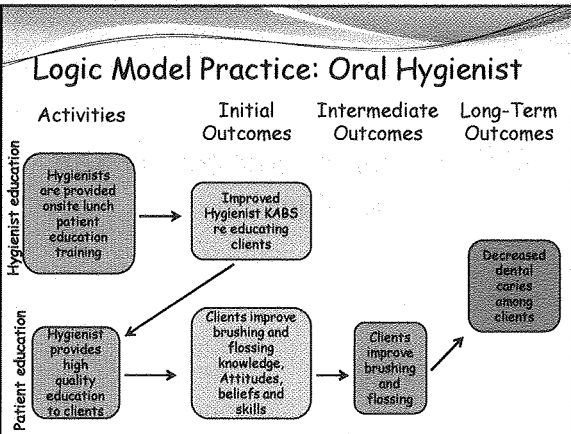 Logic Model Practice: Oral Hygienist
Activities
Initial
Outcomes
Intermediate
Outcomes
Long-Term
Outcomes
Hygienist education
Hygienists
are provided
onsite lunch
patient
education
training
Improved
Hygienist KABS
re educating
clients
Decreased
dental
caries
among
clients
Patient education
Hygienist
provides
high
quality
education
to clients
Clients improve
brushing and
flossing
knowledge,
Attitudes,
beliefs and
skills
Clients
improve
brushing
and
flossing